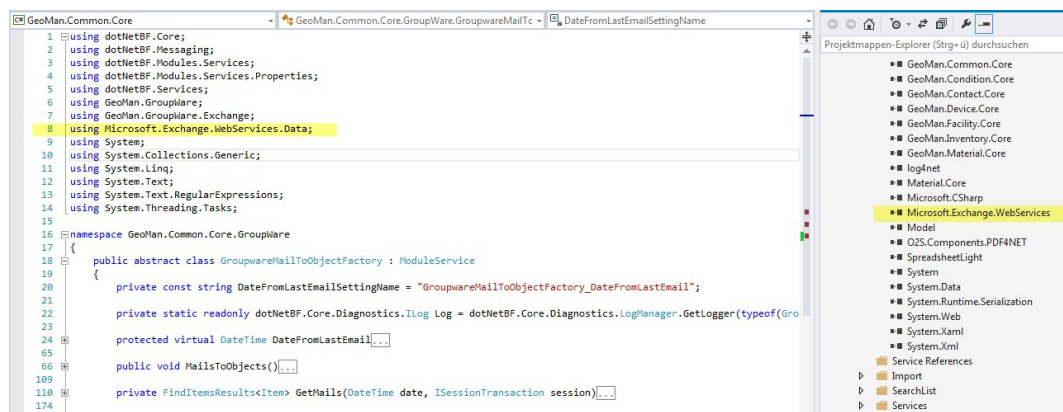 GeoMan.Common.Core
GeoMan.Common.Core.GroupWare.GroupwareMailTc
DateFromLastEmailSettingName
1 using dotNetBF.Core;
2 using dotNetBF.Messaging;
3 using dotNetBF.Modules.Services;
4 using dotNetBF.Modules.Services.Properties;
5 using dotNetBF.Services;
6 using GeoMan.GroupWare;
7 using GeoMan.GroupWare.Exchange;
8 using Microsoft.Exchange.WebServices.Data;
9 using System;
10 using System.Collections.Generic;
11 using System.Linq;
12 using System.Text;
13 using System.Text.RegularExpressions;
14 using System.Threading.Tasks;
15
16 namespace GeoMan.Common.Core.GroupWare
17 {
18 public abstract class GroupwareMailToObjectFactory : ModuleService
19 {
20 private const string DateFromLastEmailSettingName = "GroupwareMailToObjectFactory_DateFromLastEmail";
21
22 private static readonly dotNetBF.Core.Diagnostics.ILog Log = dotNetBF.Core.Diagnostics.LogManager.GetLogger(typeof(Gro
23
24 protected virtual DateTime DateFromLastEmail...
65
66 public void MailsToObjects()...
109
110 private FindItemsResults<Item> GetMails(DateTime date, ISessionTransaction session)...
174
Projektmappen-Explorer (Strg+ü) durchsuchen
GeoMan.Common.Core
GeoMan.Condition.Core
GeoMan.Contact.Core
GeoMan.Device.Core
GeoMan.Facility.Core
GeoMan.Inventory.Core
GeoMan.Material.Core
log4net
Material.Core
Microsoft.CSharp
Microsoft.Exchange.WebServices
Model
O2S.Components.PDF4NET
SpreadsheetLight
System
System.Data
System.Runtime.Serialization
System.Web
System.Xaml
System.Xml
Service References
Import
SearchList
Services